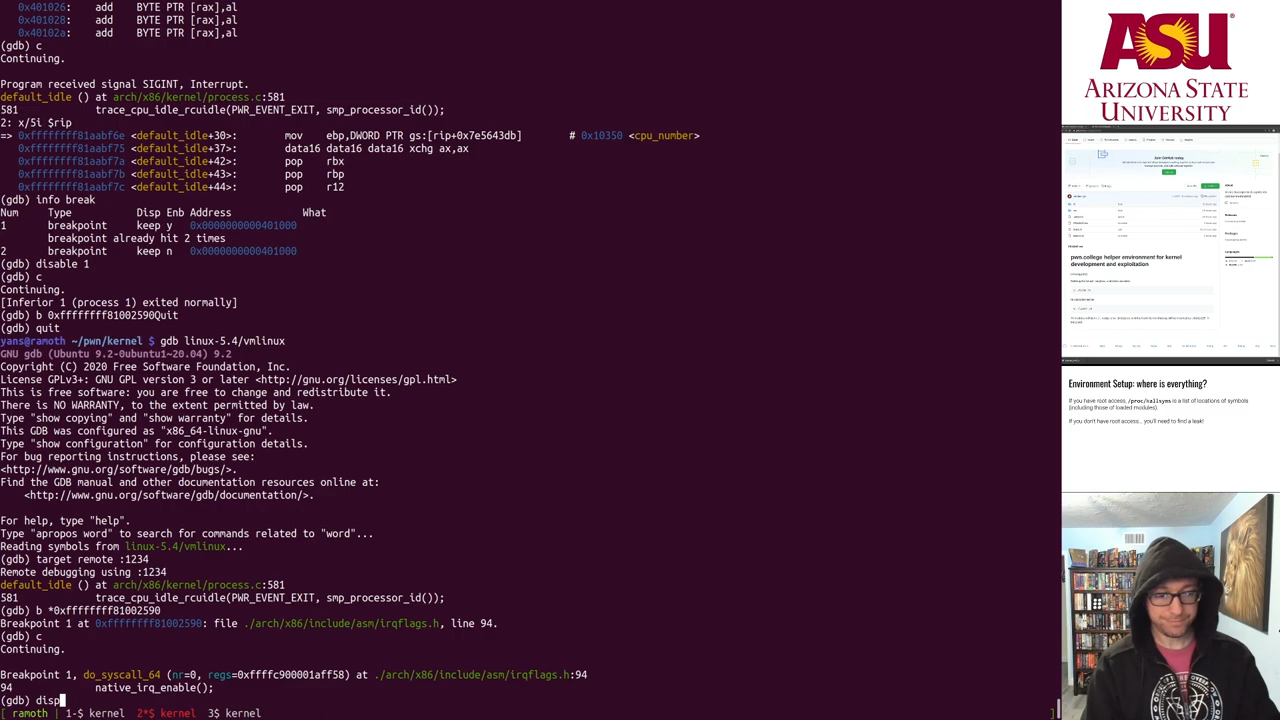 0x401026:    add    BYTE PTR [rax],al
0x401028:    add    BYTE PTR [rax],al
0x40102a:    add    BYTE PTR [rax],al
(gdb) c
Continuing.
Program received signal SIGINT, Interrupt.
default_idle () at arch/x86/kernel/process.c:581
581             trace_cpu_idle_rcuidle(PWR_EVENT_EXIT, smp_processor_id());
2: x/5i $rip
=> 0xffffffff81aabf6e <default_idle+30>:        mov    ebp,DWORD PTR gs:[rip+0x7e5643db]        # 0x10350 <cpu_number>
0xffffffff81aabf75 <default_idle+37>:        data16 data16 data16 xchg ax,ax
0xffffffff81aabf7a <default_idle+42>:        pop    rbx
0xffffffff81aabf7b <default_idle+43>:        pop    rbp
0xffffffff81aabf7c <default_idle+44>:        pop    r12
(gdb) info break
Num     Type           Disp Enb Address            What
1       breakpoint     keep y   0x0000000000401000
breakpoint already hit 2 times
2       breakpoint     keep y   0x0000000000401000
(gdb) disable
(gdb) c
Continuing.
[Inferior 1 (process 1) exited normally]
(gdb) b 0xffffffff81002590Quit
(gdb) quit
yans@ramoth ~/pwn/kernel $ gdb linux-5.4/vmlinux
GNU gdb (Ubuntu 9.2-0ubuntu1~20.04) 9.2
Copyright (C) 2020 Free Software Foundation, Inc.
License GPLv3+: GNU GPL version 3 or later <http://gnu.org/licenses/gpl.html>
This is free software: you are free to change and redistribute it.
There is NO WARRANTY, to the extent permitted by law.
Type "show copying" and "show warranty" for details.
This GDB was configured as "x86_64-linux-gnu".
Type "show configuration" for configuration details.
For bug reporting instructions, please see:
<http://www.gnu.org/software/gdb/bugs/>.
Find the GDB manual and other documentation resources online at:
<http://www.gnu.org/software/gdb/documentation/>.
For help, type "help".
Type "apropos word" to search for commands related to "word"...
Reading symbols from linux-5.4/vmlinux...
(gdb) target remote :1234
Remote debugging using :1234
default_idle () at arch/x86/kernel/process.c:581
581             trace_cpu_idle_rcuidle(PWR_EVENT_EXIT, smp_processor_id());
(gdb) b *0xffffffff81002590
Breakpoint 1 at 0xffffffff81002590: file ./arch/x86/include/asm/irqflags.h, line 94.
(gdb) c
Continuing.
Breakpoint 1, do_syscall_64 (nr=0, regs=0xffffc900001aff58) at ./arch/x86/include/asm/irqflags.h:94
94              native_irq_enable();
(gdb) disp
[ ramoth | 1-$ kernel  2*$ kernel  3$ kernel ]
ASU
ARIZONA STATE
UNIVERSITY
Join GitHub today
pwn.college helper environment for kernel
development and exploitation
Environment Setup: where is everything?
If you have root access, /proc/kallsyms is a list of locations of symbols
(including those of loaded modules).
If you don't have root access... you'll need to find a leak!